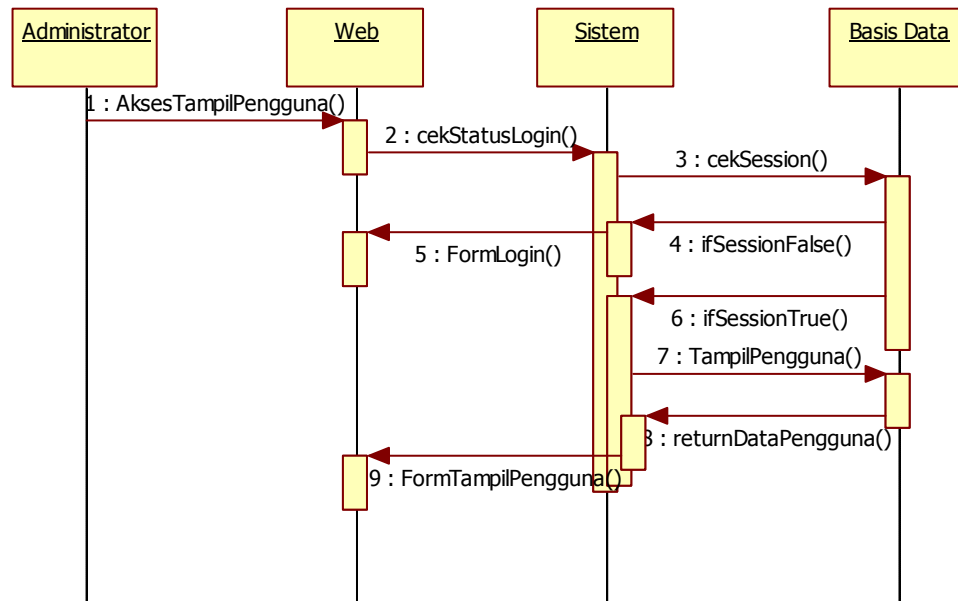 Administrator
Web
Sistem
Basis Data
1 : AksesTampilPengguna()
2 : cekStatusLogin()
3 : cekSession()
4 : ifSessionFalse()
5 : FormLogin()
6 : ifSessionTrue()
7 : TampilPengguna()
8 : returnDataPengguna()
9 : FormTampilPengguna()